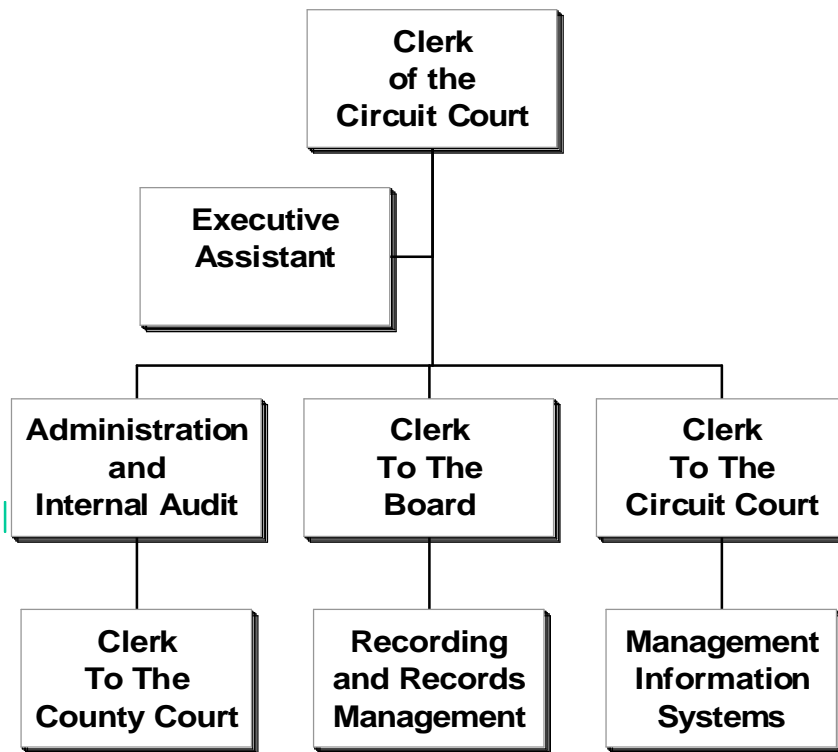 Clerk
of the
Circuit Court
Executive
Assistant
Administration
and
Internal Audit
Clerk
To The
Board
Clerk
To The
Circuit Court
Clerk
To The
County Court
Recording
and Records
Management
Management
Information
Systems